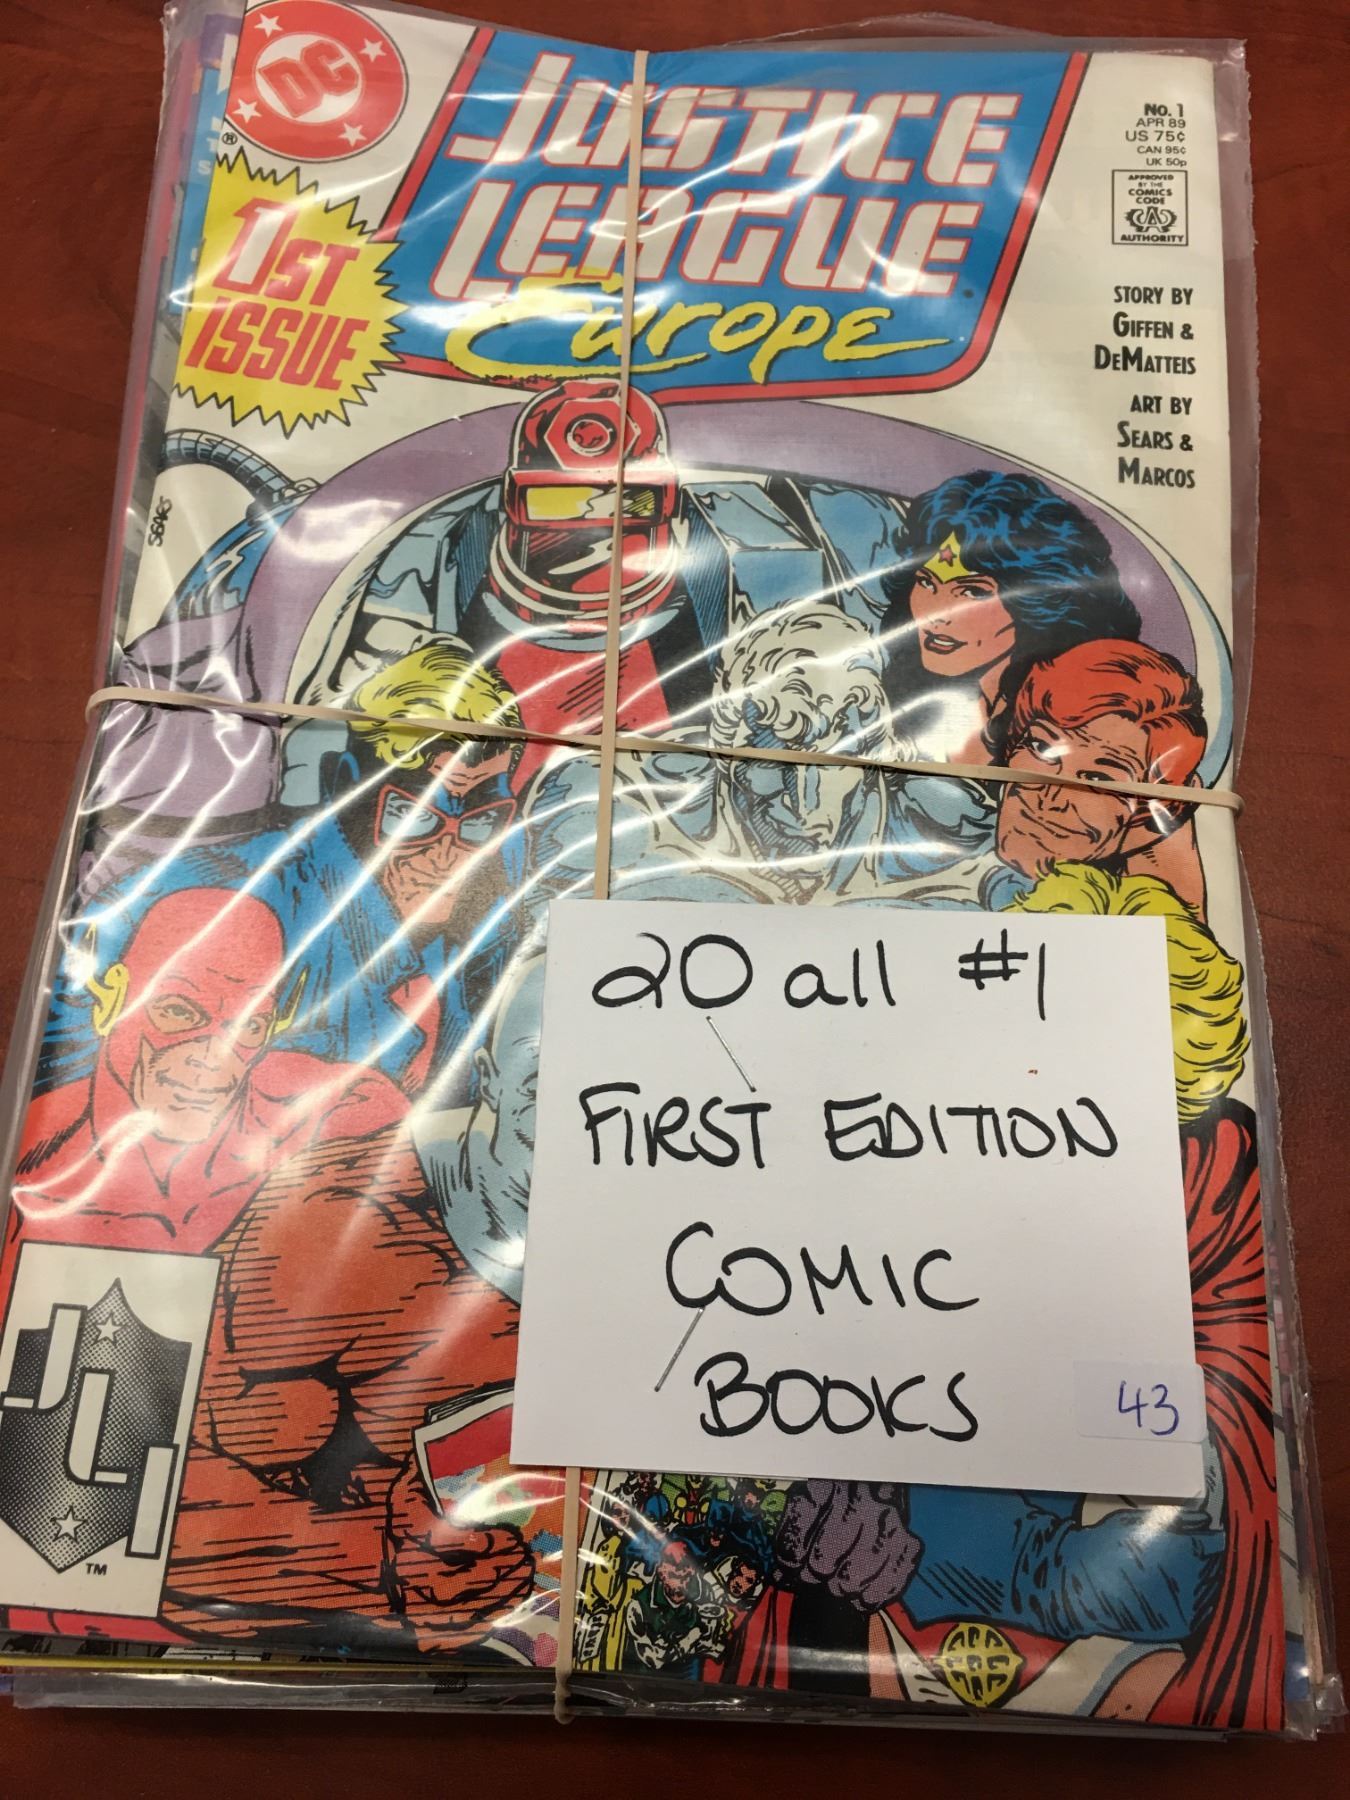 DC
®
JUSTICE
LEAGUE
Europe
1ST
ISSUE
No. 1
APR 89
US 75¢
CAN 95¢
UK 50p
APPROVED
BY THE
COMICS
CODE
CA
AUTHORITY
STORY BY
GIFFEN &
DEMATTEIS
ART BY
SEARS &
MARCOS
SEARS
20 all #1
FIRST EDITION
COMIC
BOOKS
43
JLI
TM